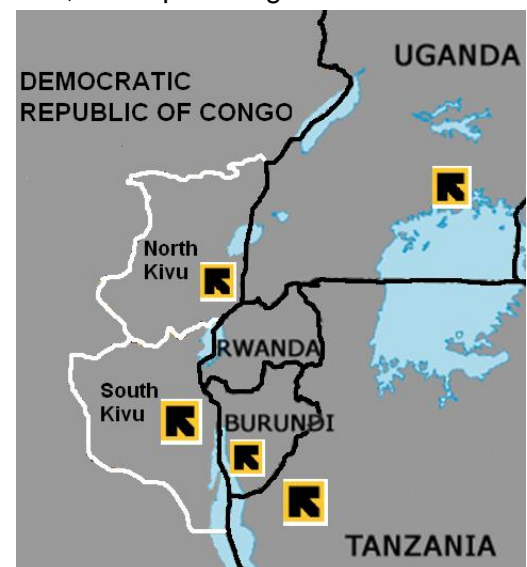 UGANDA
DEMOCRATIC
REPUBLIC OF CONGO
North
Kivu
RWANDA
South
Kivu
BURUNDI
TANZANIA